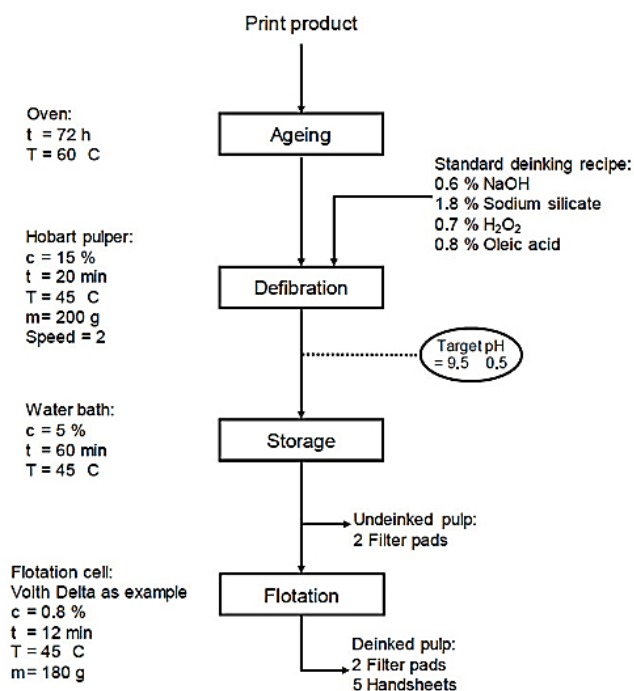 Print product
Oven:
t = 72 h
T = 60 C
Ageing
Standard deinking recipe:
0.6 % NaOH
1.8 % Sodium silicate
0.7 % H₂O₂
0.8 % Oleic acid
Hobart pulper:
c = 15 %
t = 20 min
T = 45 C
m= 200 g
Speed = 2
Defibration
Target pH
= 9.5 0.5
Water bath:
c = 5 %
t = 60 min
T = 45 C
Storage
Undeinked pulp:
2 Filter pads
Flotation cell:
Volth Delta as example
c = 0.8 %
t = 12 min
T = 45 C
m= 180 g
Flotation
Deinked pulp:
2 Filter pads
5 Handsheets